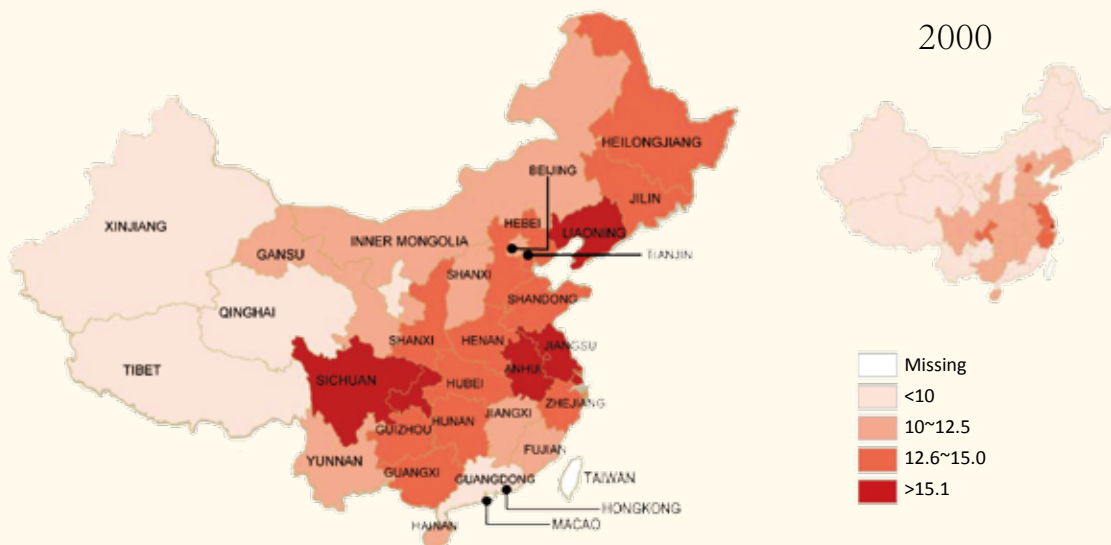 2000
HEILONGJIANG
BEIJING
JILIN
XINJIANG
HEBEI
LIAONING
INNER MONGOLIA
GANSU
TIANJIN
SHANXI
SHANDONG
QINGHAI
SHANXI
HENAN
JIANGSU
TIBET
ANHUI
SICHUAN
HUBEI
ZHEJIANG
JIANGXI
HUNAN
GUIZHOU
FUJIAN
YUNNAN
GUANGXI
GUANGDONG
TAIWAN
HONGKONG
HAINAN
MACAO
Missing
<10
10~12.5
12.6~15.0
>15.1